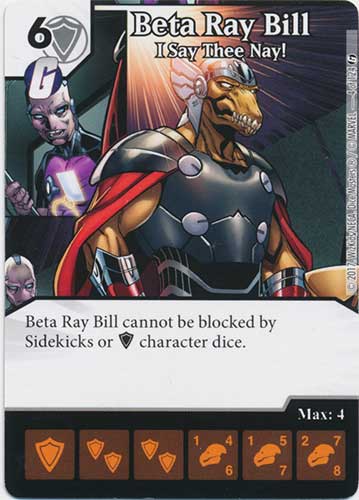 6
Beta Ray Bill
I Say Thee Nay!
G
Beta Ray Bill cannot be blocked by
Sidekicks or character dice.
Max: 4
1 4 6
1 5 7
2 7 8